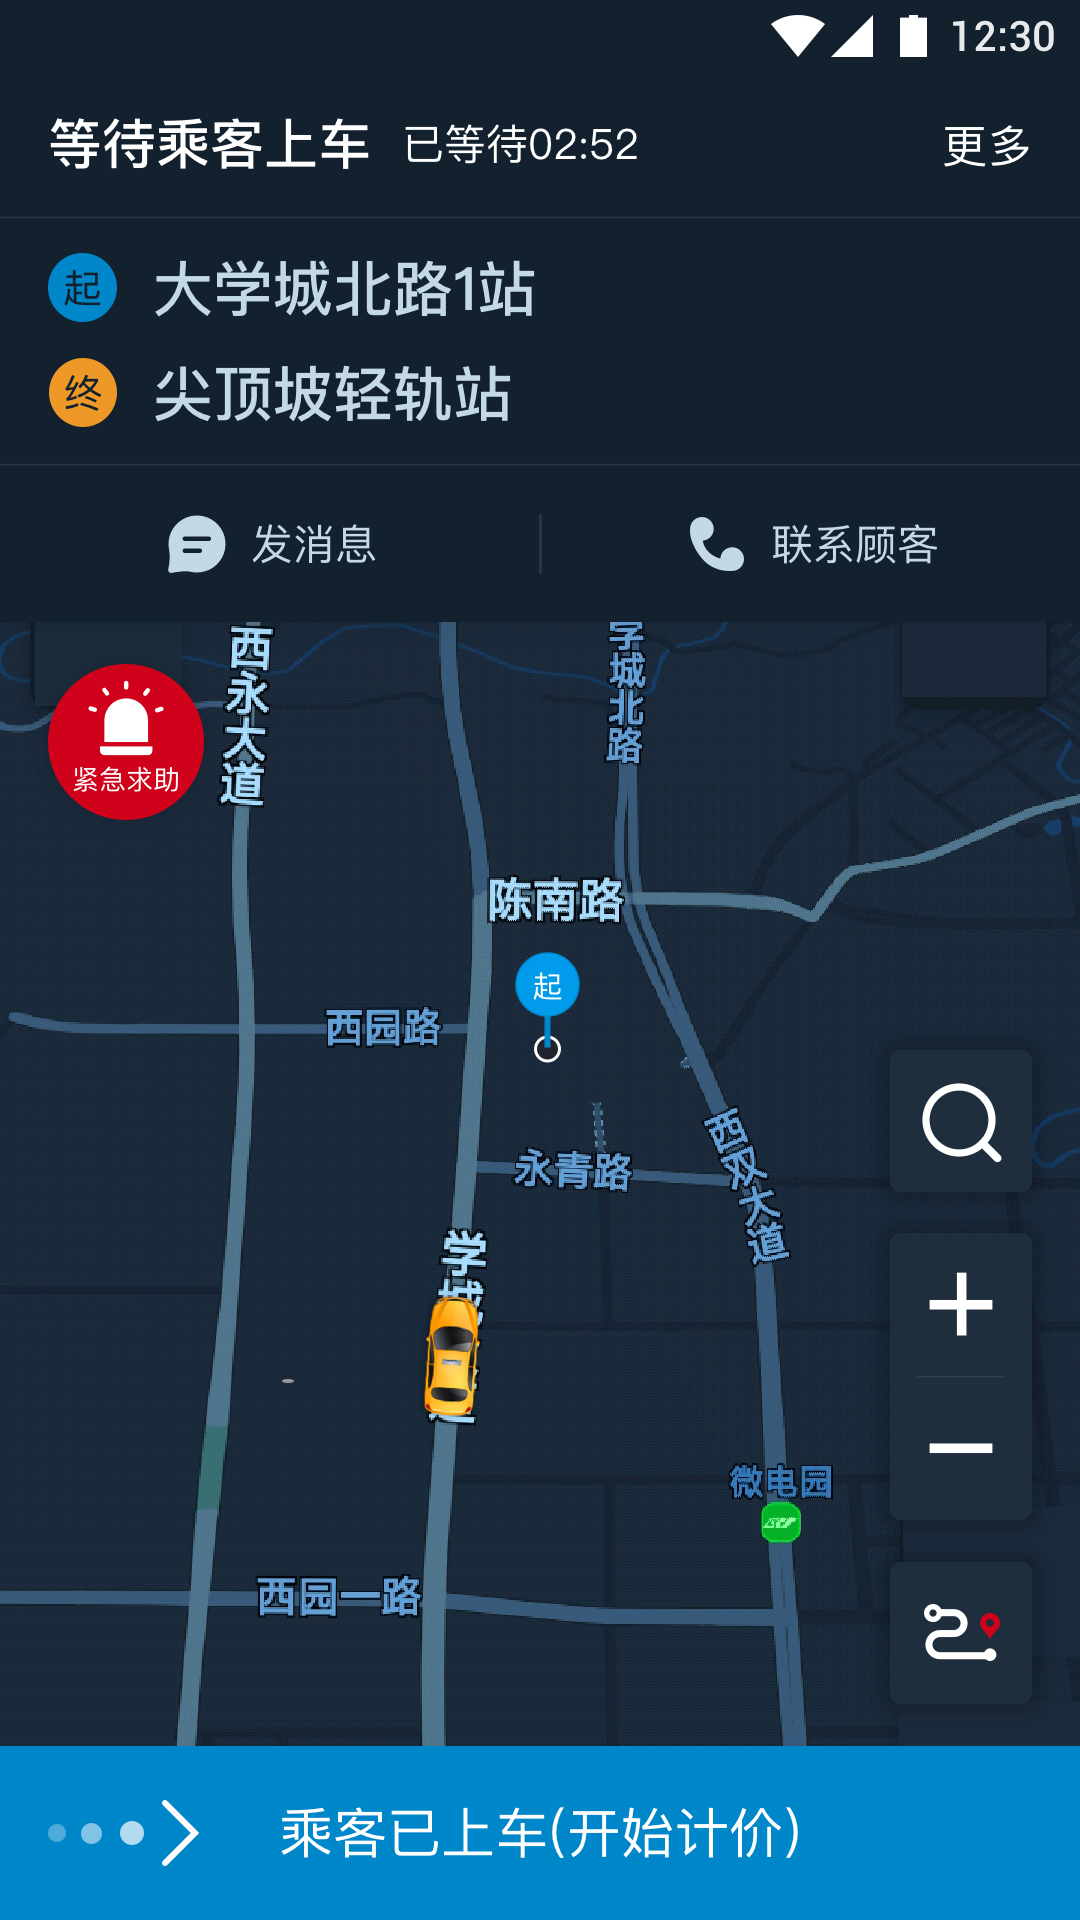 12:30
等待乘客上车 已等待02:52 更多
起 大学城北路1站
终 尖顶坡轻轨站
发消息 联系顾客
西永大道
学城北路
紧急求助
陈南路
起
西园路
永青路
西双大道
学城
微电园
西园一路
乘客已上车(开始计价)